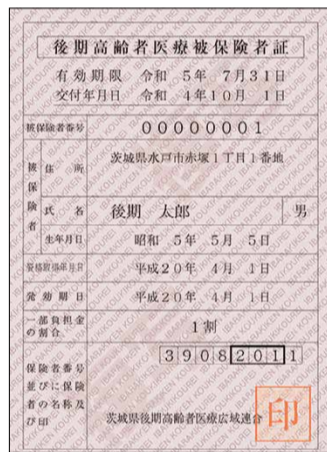 後期高齢者医療被保険者証
有効期限 令和 5年 7月31日
交付年月日 令和 4年10月 1日
被保険者番号 00000001
被保険者
住所 茨城県水戸市赤塚1丁目1番地
氏名 後期 太郎 男
生年月日 昭和 5年 5月 5日
資格取得年月日 平成20年 4月 1日
発効期日 平成20年 4月 1日
一部負担金の割合 1割
保険者番号並びに保険者の名称及び印
39082011
茨城県後期高齢者医療広域連合
印